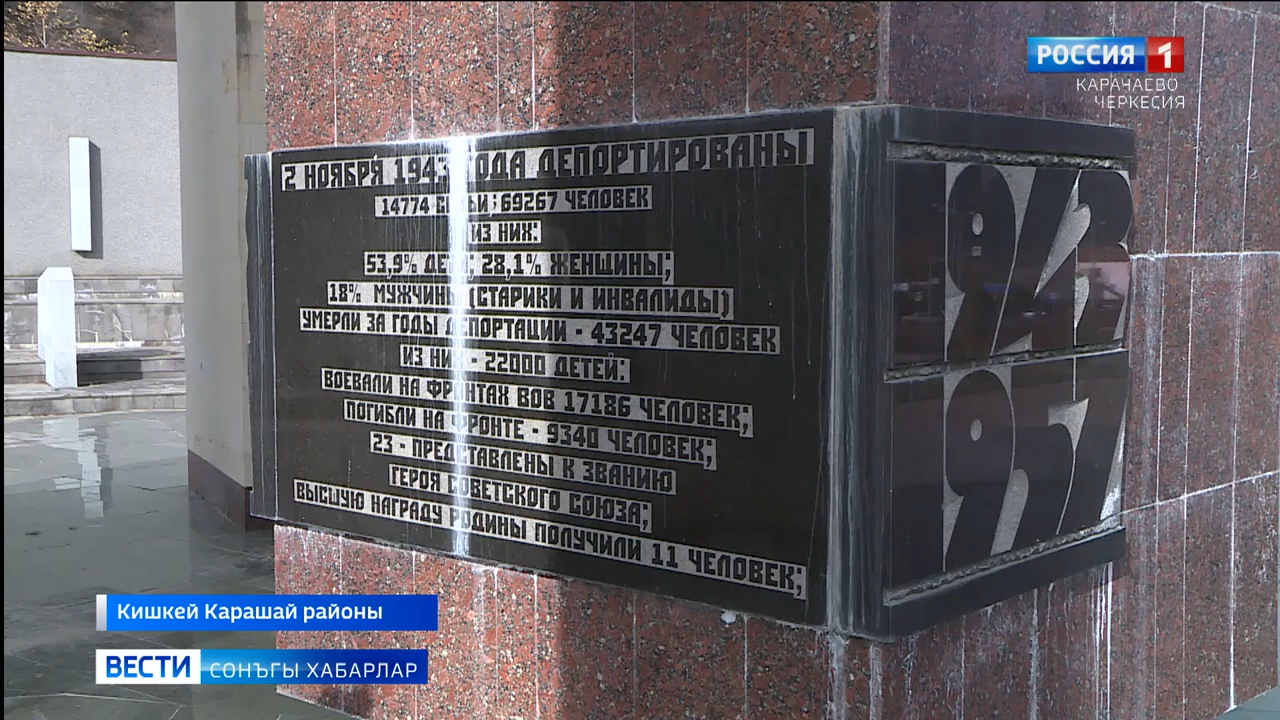 РОССИЯ 1
КАРАЧАЕВО
ЧЕРКЕСИЯ
2 НОЯБРЯ 1943 ГОДА ДЕПОРТИРОВАНЫ
14774 СЕМЬИ; 69267 ЧЕЛОВЕК
ИЗ НИХ:
53,9% ДЕТИ; 28,1% ЖЕНЩИНЫ;
18% МУЖЧИНЫ (СТАРИКИ И ИНВАЛИДЫ)
УМЕРЛИ ЗА ГОДЫ ДЕПОРТАЦИИ - 43247 ЧЕЛОВЕК
ИЗ НИХ - 22000 ДЕТЕЙ:
ВОЕВАЛИ НА ФРОНТАХ ВОВ 17186 ЧЕЛОВЕК;
ПОГИБЛИ НА ФРОНТЕ - 9340 ЧЕЛОВЕК;
23 - ПРЕДСТАВЛЕНЫ К ЗВАНИЮ
ГЕРОЯ СОВЕТСКОГО СОЮЗА;
ВЫСШУЮ НАГРАДУ РОДИНЫ ПОЛУЧИЛИ 11 ЧЕЛОВЕК;
1943
1957
Кишкей Карашай районы
ВЕСТИ СОНЪГЫ ХАБАРЛАР